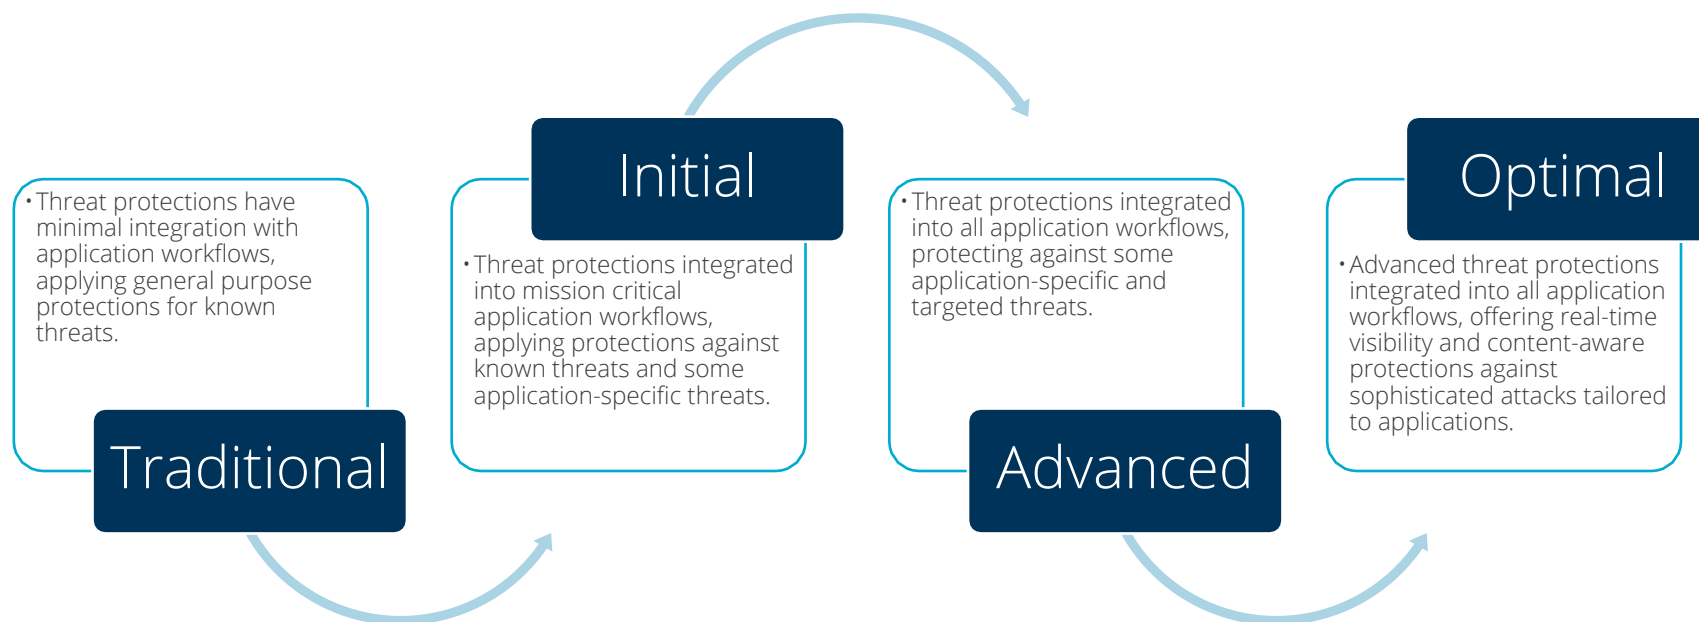 • Threat protections have
minimal integration with
application workflows,
applying general purpose
protections for known
threats.
Traditional
Initial
• Threat protections integrated
into mission critical
application workflows,
applying protections against
known threats and some
application-specific threats.
• Threat protections integrated
into all application workflows,
protecting against some
application-specific and
targeted threats.
Advanced
Optimal
• Advanced threat protections
integrated into all application
workflows, offering real-time
visibility and content-aware
protections against
sophisticated attacks tailored
to applications.